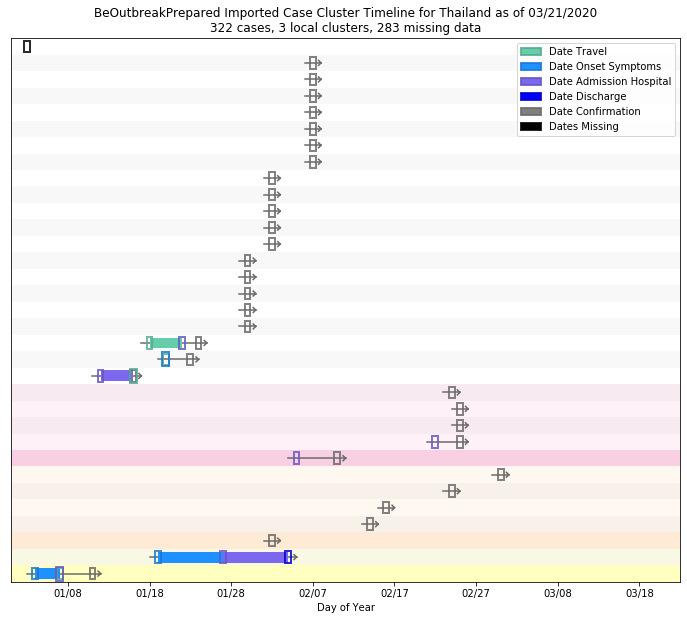 BeOutbreakPrepared Imported Case Cluster Timeline for Thailand as of 03/21/2020
322 cases, 3 local clusters, 283 missing data
Date Travel
Date Onset Symptoms
Date Admission Hospital
Date Discharge
Date Confirmation
Dates Missing
01/08 01/18 01/28 02/07 02/17 02/27 03/08 03/18
Day of Year